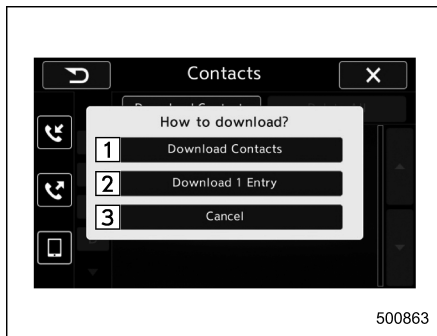 Contacts
How to download?
1 Download Contacts
2 Download 1 Entry
3 Cancel
500863